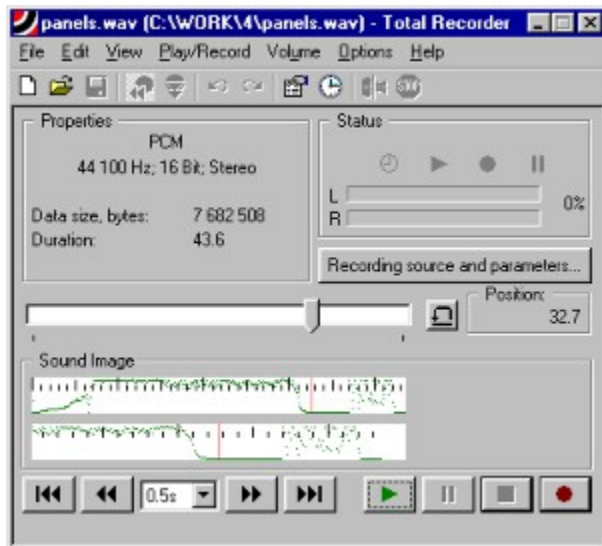 panels.wav (C:\WORK\4\panels.wav) - Total Recorder
File Edit View Play/Record Volume Options Help
Properties
PCM
44 100 Hz; 16 Bit; Stereo
Data size, bytes: 7 682 508
Duration: 43.6
Status
L
R
0%
Recording source and parameters...
Position:
32.7
Sound Image
0.5s